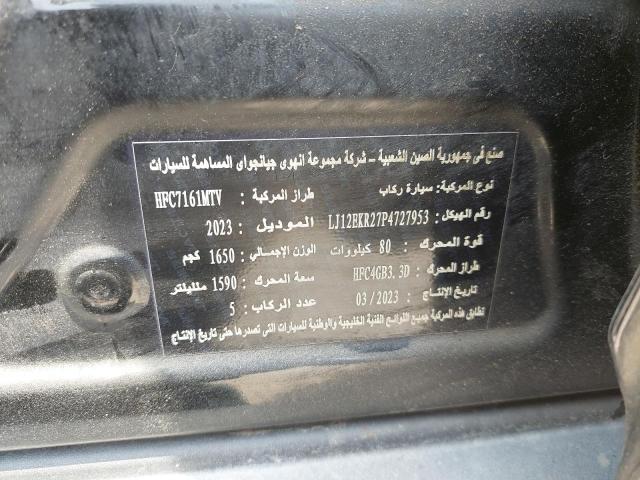 صنع في جمهورية الصين الشعبية – شركة مجموعة انهوى جيانجواى المساهمة للسيارات
نوع المركبة: سيارة ركاب طراز المركبة : HFC7161MTV
رقم الهيكل: LJ12EKR27P4727953 الموديل: 2023
قوة المحرك: 80 كيلووات الوزن الإجمالي: 1650 كجم
طراز المحرك: HFC4GB3.3D سعة المحرك: 1590 ملليلتر
تاريخ الإنتاج: 03/2023 عدد الركاب: 5
تطابق هذه المركبة جميع اللوائح الفنية الخليجية والوطنية للسيارات التي تصدرها حتى تاريخ الإنتاج